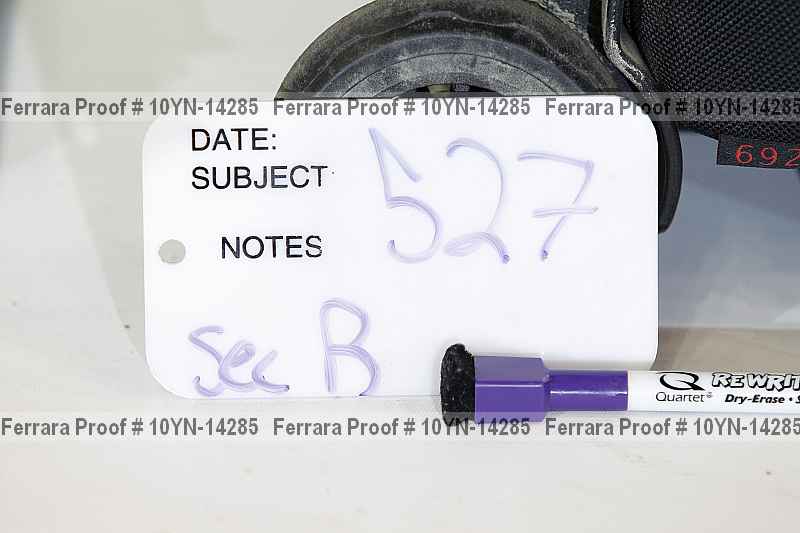 Ferrara Proof # 10YN-14285 Ferrara Proof # 10YN-14285 Ferrara Proof # 10YN-14285
DATE:
SUBJECT
527
692
NOTES
sec B
Quartet® REWRIT
Dry-Erase • S
Ferrara Proof # 10YN-14285 Ferrara Proof # 10YN-14285 Ferrara Proof # 10YN-14285